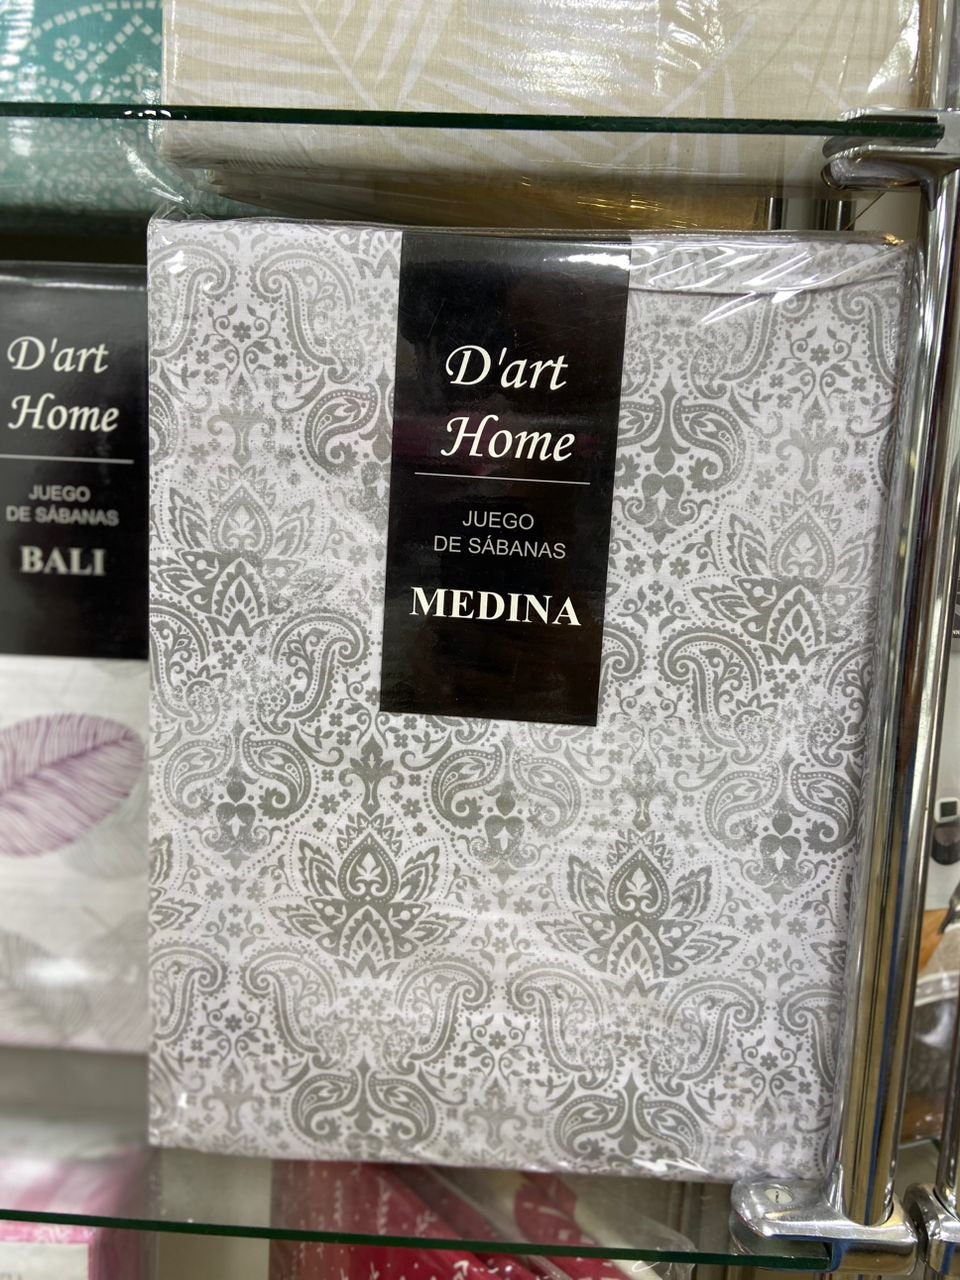 D'art
Home
JUEGO
DE SÁBANAS
BALI
D'art
Home
JUEGO
DE SÁBANAS
MEDINA